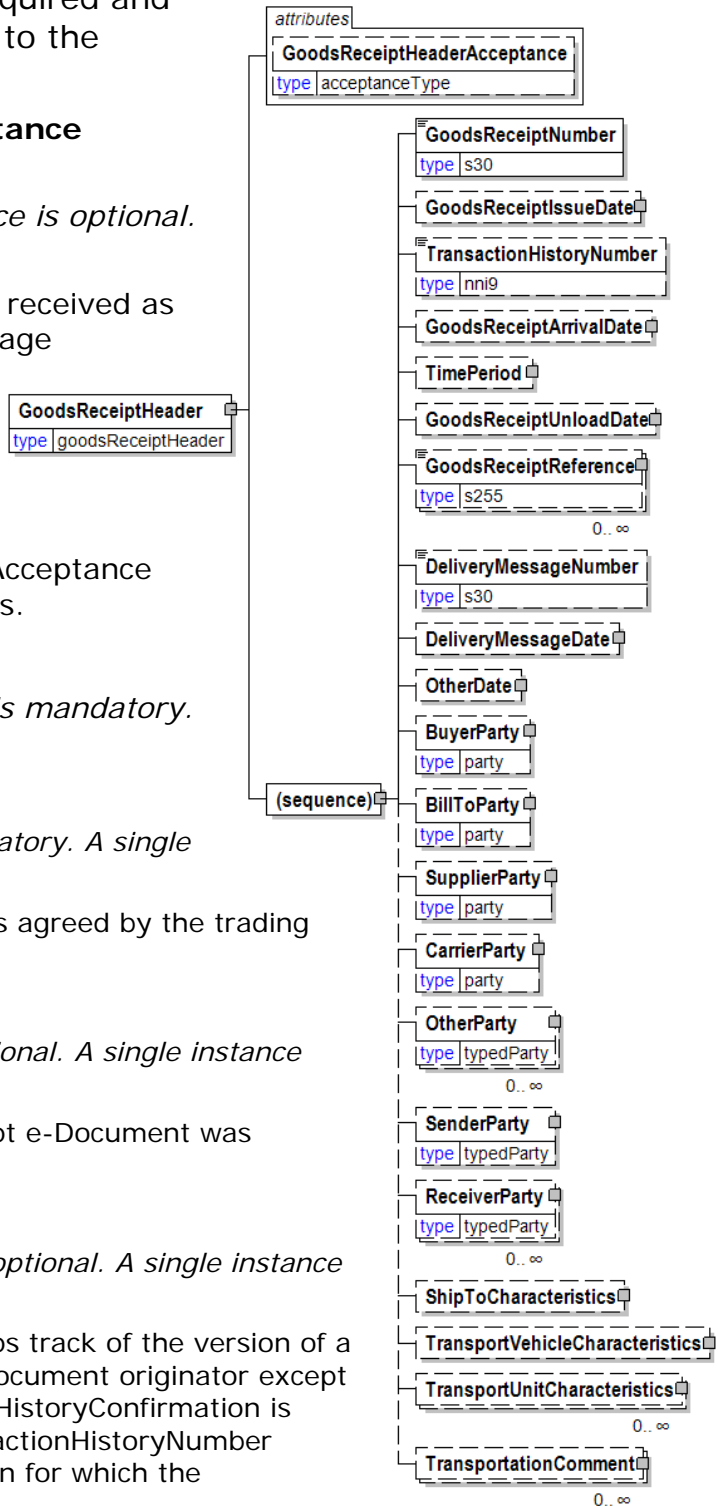 quired and
to the
tance
ce is optional.
received as
age
Acceptance
s.
is mandatory.
atory. A single
s agreed by the trading
ional. A single instance
pt e-Document was
optional. A single instance
ps track of the version of a
ocument originator except
HistoryConfirmation is
actionHistoryNumber
n for which the
GoodsReceiptHeader
type goodsReceiptHeader
attributes
GoodsReceiptHeaderAcceptance
type acceptanceType
(sequence)
GoodsReceiptNumber
type s30
GoodsReceiptIssueDate
TransactionHistoryNumber
type nni9
GoodsReceiptArrivalDate
TimePeriod
GoodsReceiptUnloadDate
GoodsReceiptReference
type s255
0.. ∞
DeliveryMessageNumber
type s30
DeliveryMessageDate
OtherDate
BuyerParty
type party
BillToParty
type party
SupplierParty
type party
CarrierParty
type party
OtherParty
type typedParty
0.. ∞
SenderParty
type typedParty
ReceiverParty
type typedParty
0.. ∞
ShipToCharacteristics
TransportVehicleCharacteristics
TransportUnitCharacteristics
0.. ∞
TransportationComment
0.. ∞